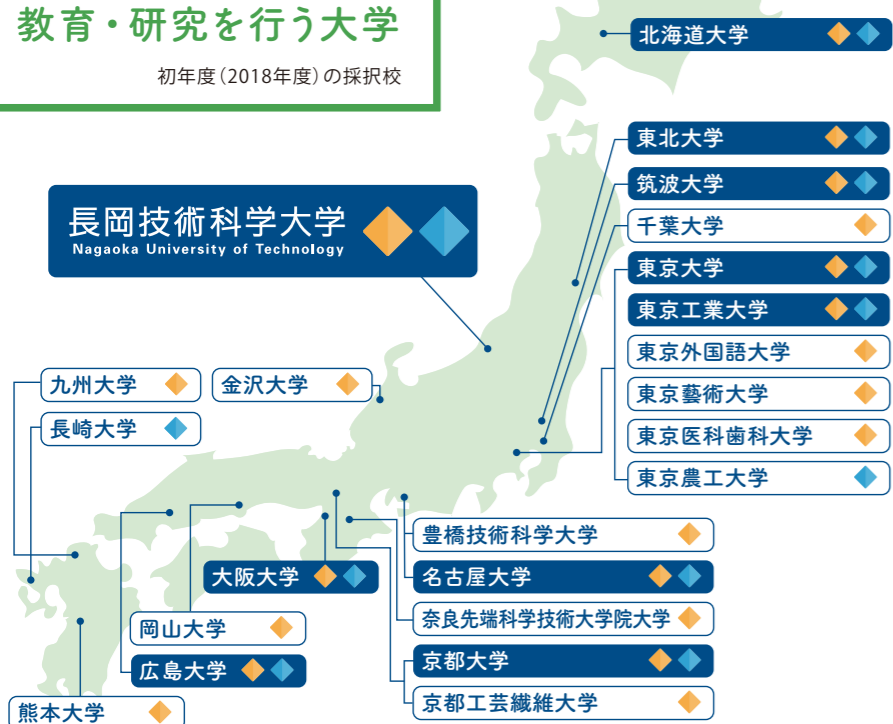 教育・研究を行う大学
初年度(2018年度)の採択校
北海道大学
東北大学
筑波大学
千葉大学
東京大学
東京工業大学
東京外国語大学
東京藝術大学
東京医科歯科大学
東京農工大学
長岡技術科学大学
Nagaoka University of Technology
九州大学
金沢大学
長崎大学
豊橋技術科学大学
大阪大学
名古屋大学
奈良先端科学技術大学院大学
岡山大学
広島大学
京都大学
京都工芸繊維大学
熊本大学